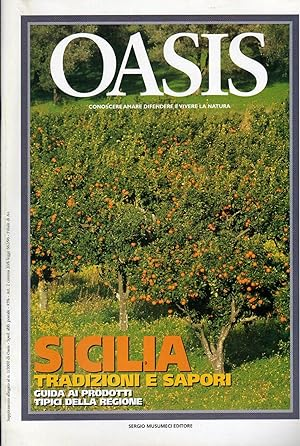 OASIS
CONOSCERE AMARE DIFENDERE E VIVERE LA NATURA
SICILIA
TRADIZIONI E SAPORI
GUIDA AI PRODOTTI
TIPICI DELLA REGIONE
SERGIO MUSUMECI EDITORE